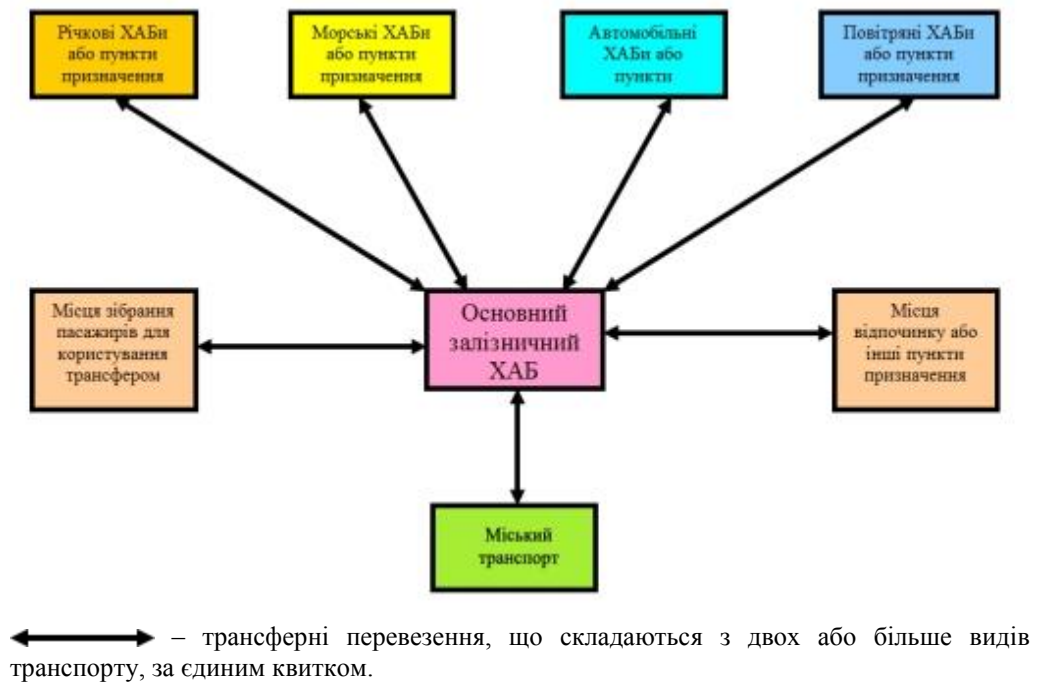 Річкові ХАБи
або пункти
призначення
Морські ХАБи
або пункти
призначення
Автомобільні
ХАБи або
пункти
Повітряні ХАБи
або пункти
призначення
Місця зібрання
пасажирів для
користування
трансфером
Основний
залізничний
ХАБ
Місця
відпочинку або
інші пункти
призначення
Міський
транспорт
– трансферні перевезення, що складаються з двох або більше видів
транспорту, за єдиним квитком.